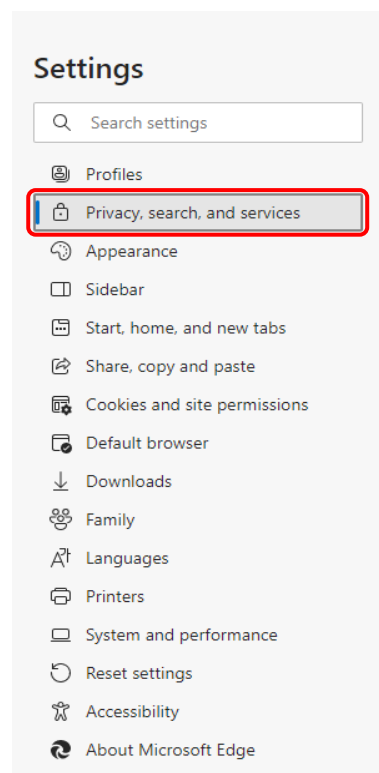 Settings
Search settings
Profiles
Privacy, search, and services
Appearance
Sidebar
Start, home, and new tabs
Share, copy and paste
Cookies and site permissions
Default browser
Downloads
Family
Languages
Printers
System and performance
Reset settings
Accessibility
About Microsoft Edge